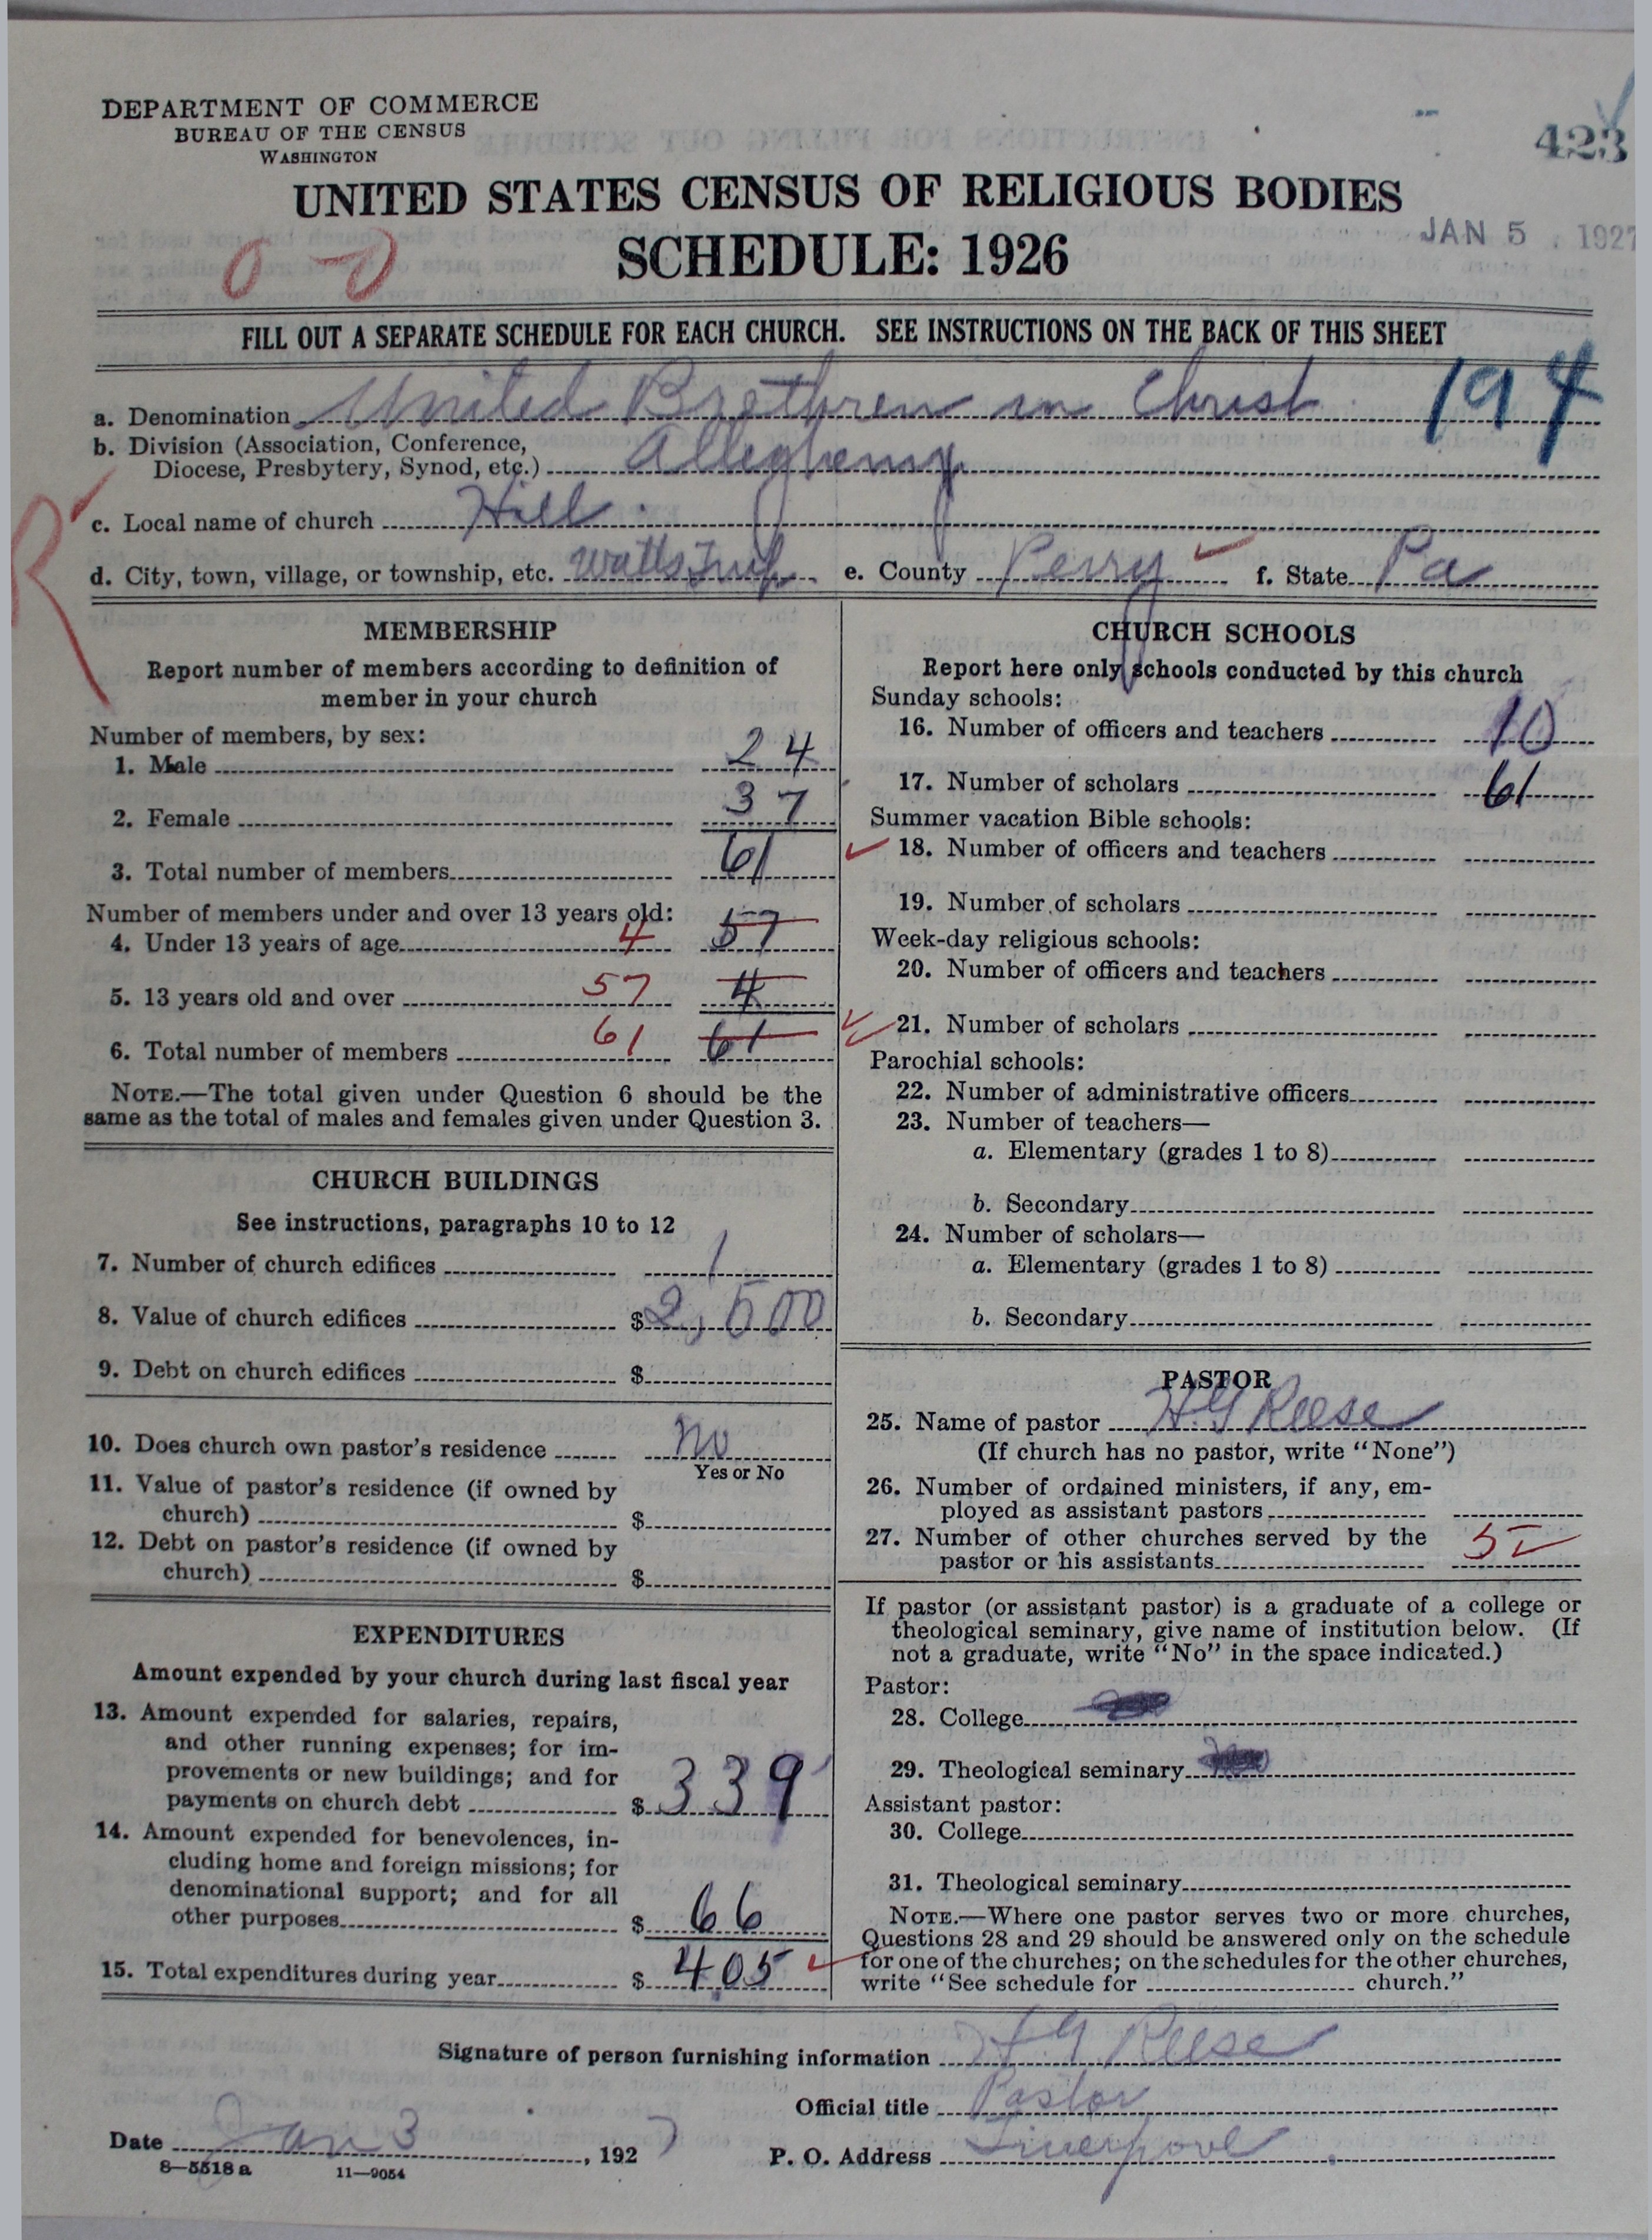 DEPARTMENT OF COMMERCE
BUREAU OF THE CENSUS
WASHINGTON
423
UNITED STATES CENSUS OF RELIGIOUS BODIES
SCHEDULE: 1926
JAN 5 1927
FILL OUT A SEPARATE SCHEDULE FOR EACH CHURCH. SEE INSTRUCTIONS ON THE BACK OF THIS SHEET
194
a. Denomination United Brethren in Christ
b. Division (Association, Conference,
Diocese, Presbytery, Synod, etc.) Allegheny
c. Local name of church Hill
d. City, town, village, or township, etc. Watts Twp e. County Perry f. State Pa
R
MEMBERSHIP
Report number of members according to definition of
member in your church
Number of members, by sex:
1. Male 24
2. Female 37
3. Total number of members 61
Number of members under and over 13 years old:
4. Under 13 years of age 4 57
5. 13 years old and over 57 4
6. Total number of members 61 61
NOTE.—The total given under Question 6 should be the
same as the total of males and females given under Question 3.
CHURCH BUILDINGS
See instructions, paragraphs 10 to 12
7. Number of church edifices 1
8. Value of church edifices $ 2,500
9. Debt on church edifices $
10. Does church own pastor's residence No
Yes or No
11. Value of pastor's residence (if owned by
church) $
12. Debt on pastor's residence (if owned by
church) $
EXPENDITURES
Amount expended by your church during last fiscal year
13. Amount expended for salaries, repairs,
and other running expenses; for im-
provements or new buildings; and for
payments on church debt $ 339
14. Amount expended for benevolences, in-
cluding home and foreign missions; for
denominational support; and for all
other purposes $ 66
15. Total expenditures during year $ 405
CHURCH SCHOOLS
Report here only schools conducted by this church
Sunday schools:
16. Number of officers and teachers 10
17. Number of scholars 61
Summer vacation Bible schools:
18. Number of officers and teachers
19. Number of scholars
Week-day religious schools:
20. Number of officers and teachers
21. Number of scholars
Parochial schools:
22. Number of administrative officers
23. Number of teachers—
a. Elementary (grades 1 to 8)
b. Secondary
24. Number of scholars—
a. Elementary (grades 1 to 8)
b. Secondary
PASTOR
25. Name of pastor H G Reese
(If church has no pastor, write "None")
26. Number of ordained ministers, if any, em-
ployed as assistant pastors
27. Number of other churches served by the
pastor or his assistants 5
If pastor (or assistant pastor) is a graduate of a college or
theological seminary, give name of institution below. (If
not a graduate, write "No" in the space indicated.)
Pastor:
28. College
29. Theological seminary
Assistant pastor:
30. College
31. Theological seminary
NOTE.—Where one pastor serves two or more churches,
Questions 28 and 29 should be answered only on the schedule
for one of the churches; on the schedules for the other churches,
write "See schedule for church."
Signature of person furnishing information H G Reese
Official title Pastor
Date Jan 3, 1927 P. O. Address Liverpool
8—5518 a 11—9054